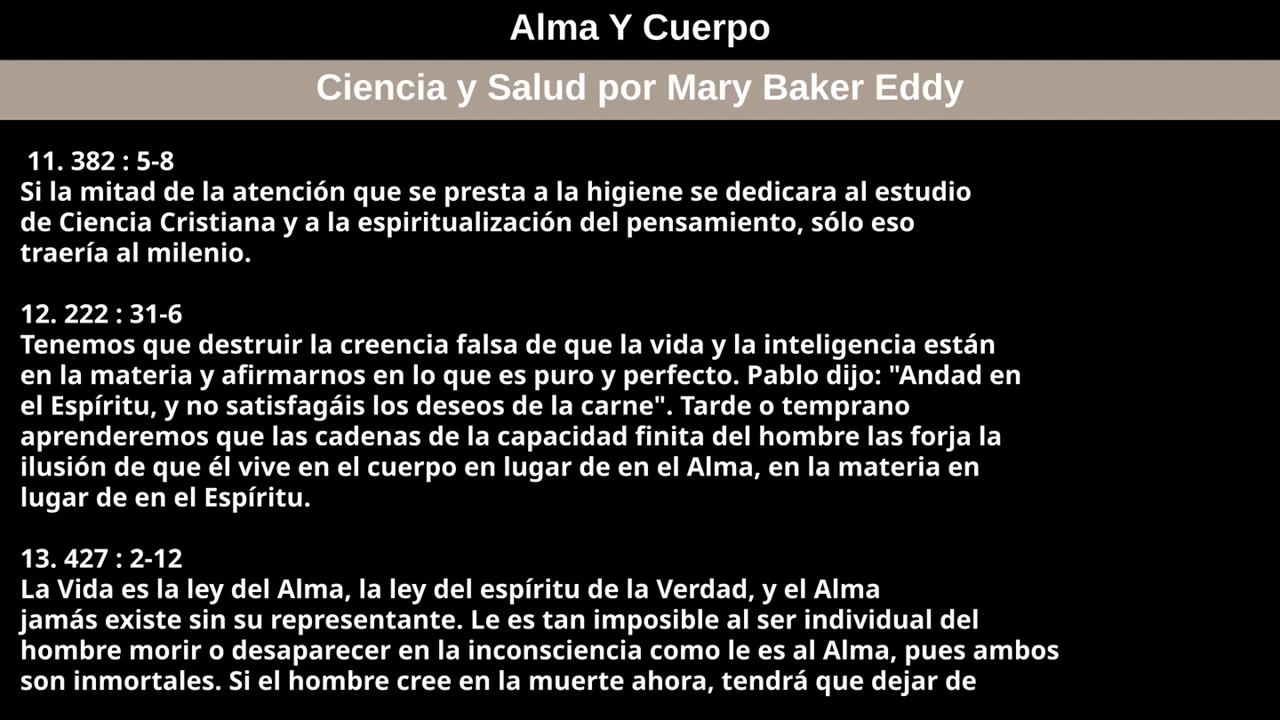 Alma Y Cuerpo
Ciencia y Salud por Mary Baker Eddy
11. 382 : 5-8
Si la mitad de la atención que se presta a la higiene se dedicara al estudio
de Ciencia Cristiana y a la espiritualización del pensamiento, sólo eso
traería al milenio.
12. 222 : 31-6
Tenemos que destruir la creencia falsa de que la vida y la inteligencia están
en la materia y afirmarnos en lo que es puro y perfecto. Pablo dijo: "Andad en
el Espíritu, y no satisfagáis los deseos de la carne". Tarde o temprano
aprenderemos que las cadenas de la capacidad finita del hombre las forja la
ilusión de que él vive en el cuerpo en lugar de en el Alma, en la materia en
lugar de en el Espíritu.
13. 427 : 2-12
La Vida es la ley del Alma, la ley del espíritu de la Verdad, y el Alma
jamás existe sin su representante. Le es tan imposible al ser individual del
hombre morir o desaparecer en la inconsciencia como le es al Alma, pues ambos
son inmortales. Si el hombre cree en la muerte ahora, tendrá que dejar de